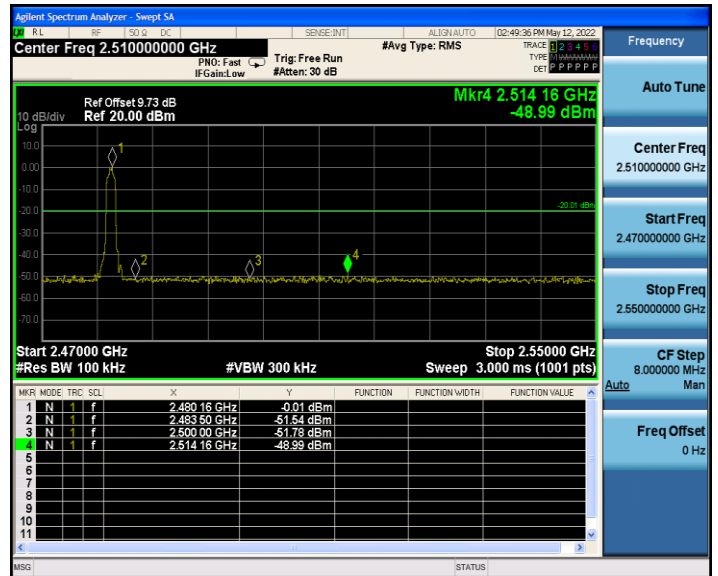 Agilent Spectrum Analyzer - Swept SA
RL RF 50 Ω DC SENSE:INT ALIGN AUTO 02:49:36 PM May 12, 2022
Center Freq 2.510000000 GHz
#Avg Type: RMS
TRACE 1 2 3 4 5 6
PNO: Fast Trig: Free Run
TYPE
IFGain:Low #Atten: 30 dB
DET P P P P P P
Frequency
Auto Tune
Center Freq
2.510000000 GHz
Start Freq
2.470000000 GHz
Stop Freq
2.550000000 GHz
CF Step
8.000000 MHz
Auto Man
Freq Offset
0 Hz
Mkr4 2.514 16 GHz
-48.99 dBm
Ref Offset 9.73 dB
10 dB/div Ref 20.00 dBm
Log
10.0
0.00
-10.0
-20.0
-30.0
-40.0
-50.0
-60.0
-70.0
1
2
3
4
-20.01 dBm
Start 2.47000 GHz Stop 2.55000 GHz
#Res BW 100 kHz #VBW 300 kHz Sweep 3.000 ms (1001 pts)
MKR MODE TRC SCL X Y FUNCTION FUNCTION WIDTH FUNCTION VALUE
1 N 1 f 2.480 16 GHz -0.01 dBm
2 N 1 f 2.483 50 GHz -51.54 dBm
3 N 1 f 2.500 00 GHz -51.78 dBm
4 N 1 f 2.514 16 GHz -48.99 dBm
5
6
7
8
9
10
11
MSG STATUS